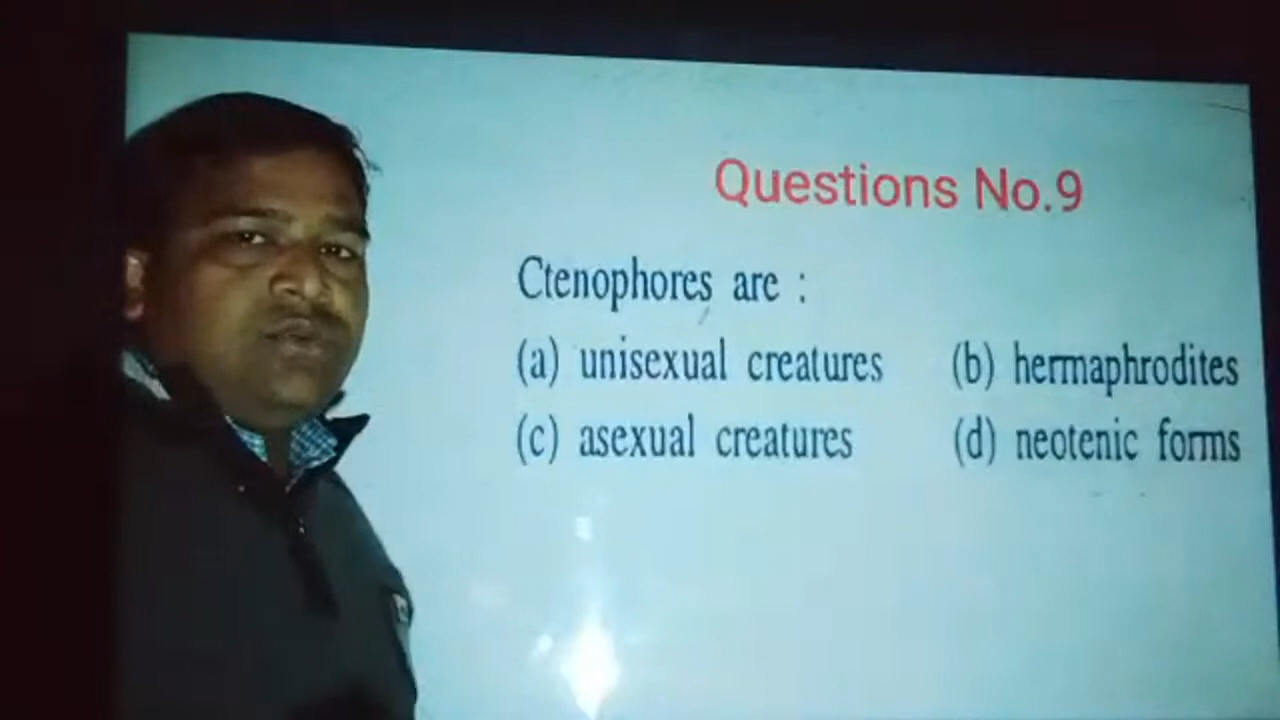 Questions No.9
Ctenophores are :
(a) unisexual creatures (b) hermaphrodites
(c) asexual creatures (d) neotenic forms